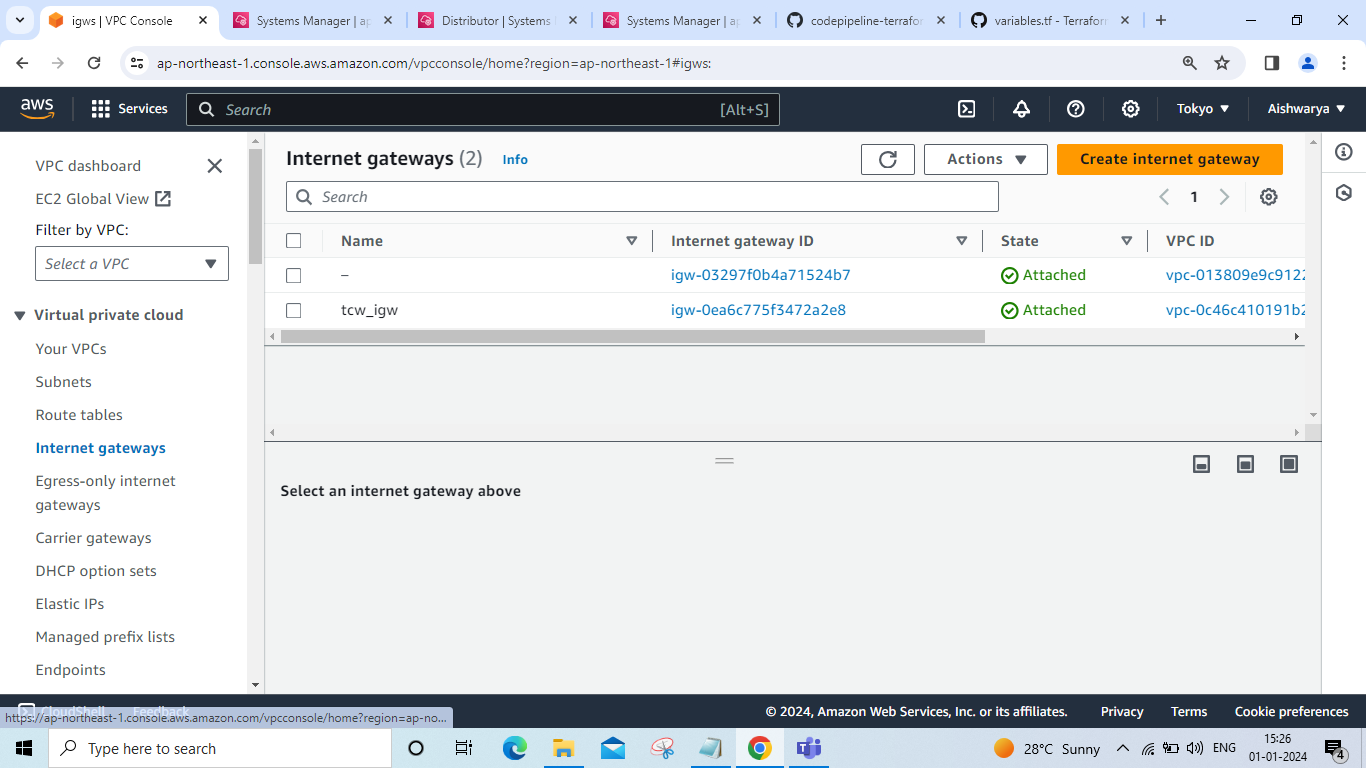 igws | VPC Console
Systems Manager | ap
Distributor | Systems
Systems Manager | ap
codepipeline-terrafor
variables.tf - Terraform
ap-northeast-1.console.aws.amazon.com/vpcconsole/home?region=ap-northeast-1#igws:
aws
Services
Search
[Alt+S]
Tokyo
Aishwarya
VPC dashboard
EC2 Global View
Filter by VPC:
Select a VPC
Virtual private cloud
Your VPCs
Subnets
Route tables
Internet gateways
Egress-only internet
gateways
Carrier gateways
DHCP option sets
Elastic IPs
Managed prefix lists
Endpoints
Internet gateways (2) Info
Actions
Create internet gateway
Search
1
Name Internet gateway ID State VPC ID
– igw-03297f0b4a71524b7 Attached vpc-013809e9c9122
tcw_igw igw-0ea6c775f3472a2e8 Attached vpc-0c46c410191b2
Select an internet gateway above
CloudShell Feedback
© 2024, Amazon Web Services, Inc. or its affiliates. Privacy Terms Cookie preferences
https://ap-northeast-1.console.aws.amazon.com/vpcconsole/home?region=ap-no...
Type here to search
28°C Sunny
ENG
15:26
01-01-2024
4